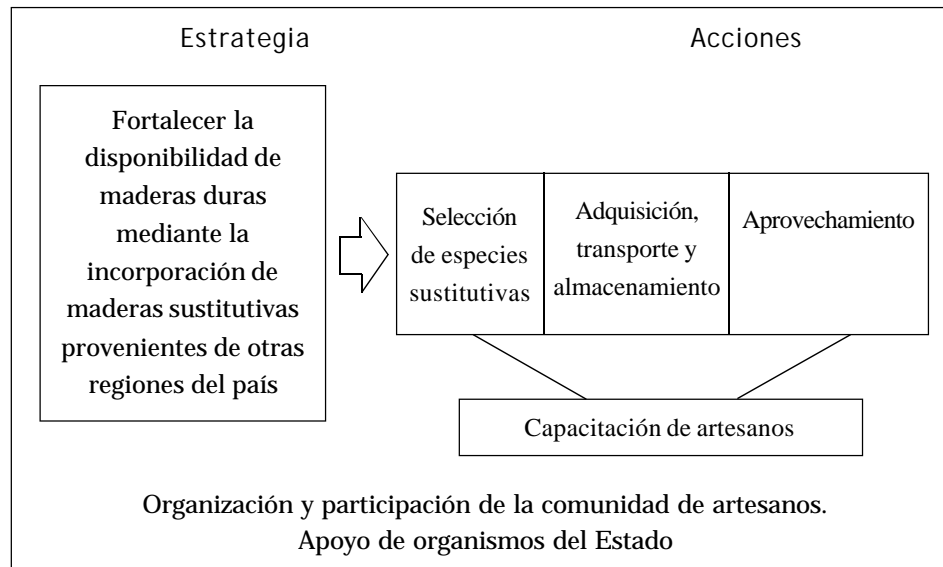 Estrategia
Acciones
Fortalecer la
disponibilidad de
maderas duras
mediante la
incorporación de
maderas sustitutivas
provenientes de otras
regiones del país
Selección
de especies
sustitutivas
Adquisición,
transporte y
almacenamiento
Aprovechamiento
Capacitación de artesanos
Organización y participación de la comunidad de artesanos.
Apoyo de organismos del Estado